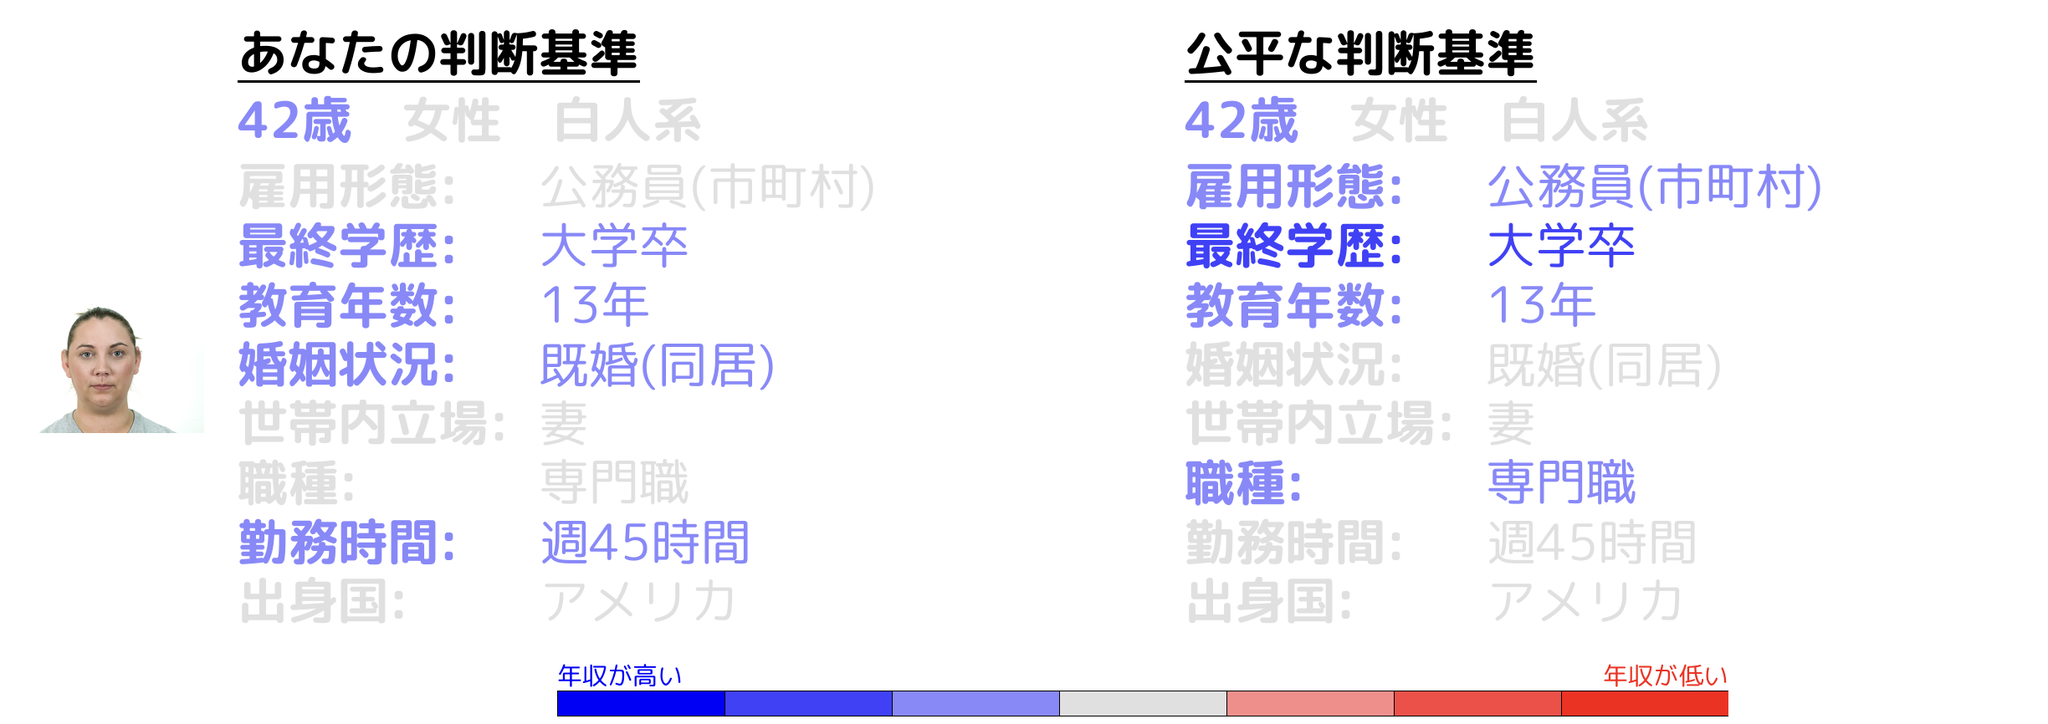 あなたの判断基準
42歳 女性 白人系
雇用形態: 公務員(市町村)
最終学歴: 大学卒
教育年数: 13年
婚姻状況: 既婚(同居)
世帯内立場: 妻
職種: 専門職
勤務時間: 週45時間
出身国: アメリカ
公平な判断基準
42歳 女性 白人系
雇用形態: 公務員(市町村)
最終学歴: 大学卒
教育年数: 13年
婚姻状況: 既婚(同居)
世帯内立場: 妻
職種: 専門職
勤務時間: 週45時間
出身国: アメリカ
年収が高い
年収が低い